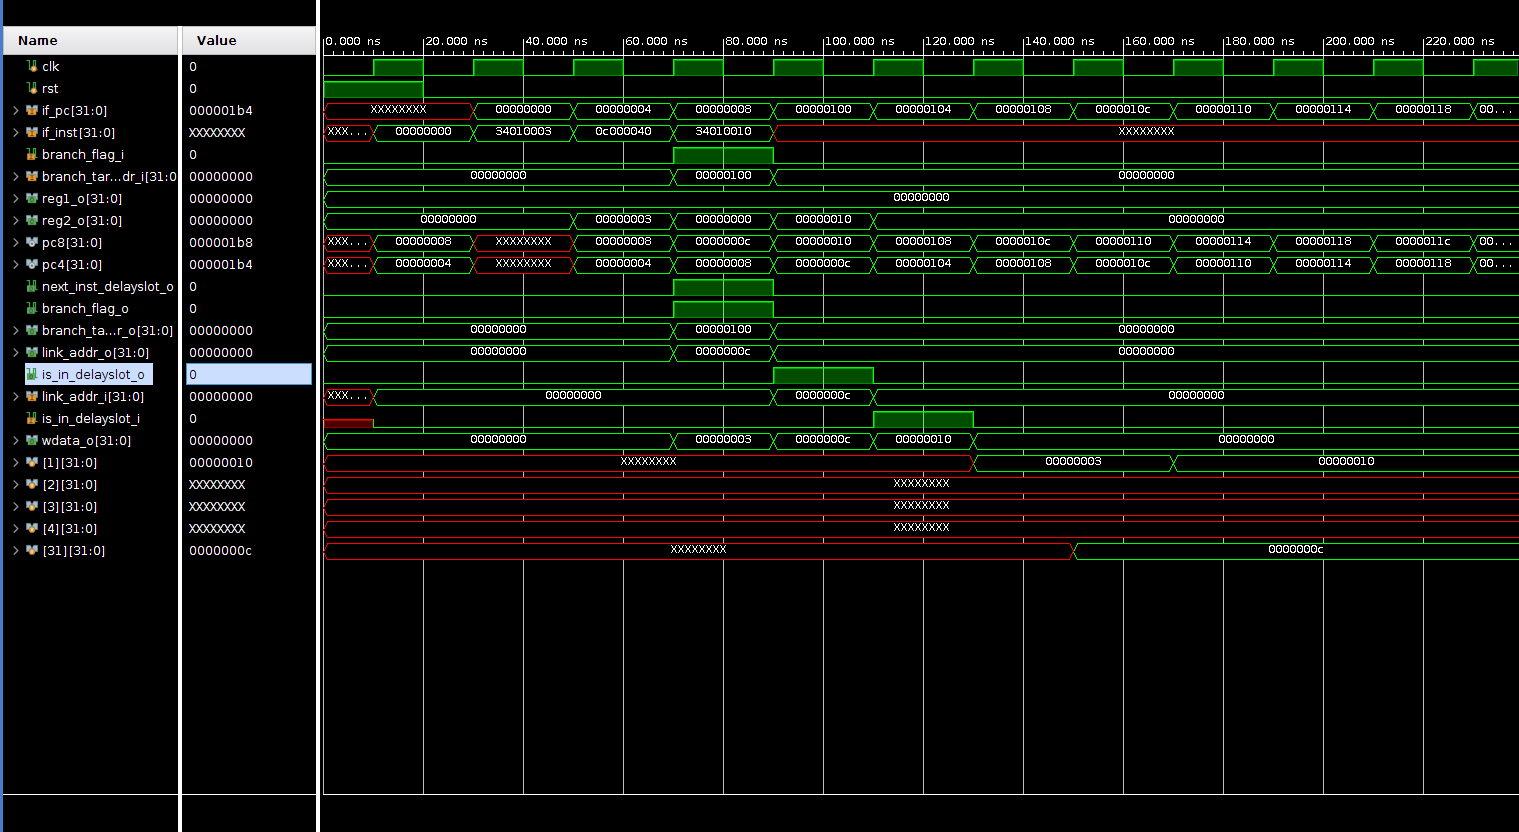 Name Value 0.000 ns 20.000 ns 40.000 ns 60.000 ns 80.000 ns 100.000 ns 120.000 ns 140.000 ns 160.000 ns 180.000 ns 200.000 ns 220.000 ns
clk 0
rst 0
if_pc[31:0] 000001b4 XXXXXXXX 00000000 00000004 00000008 00000100 00000104 00000108 0000010c 00000110 00000114 00000118 00...
if_inst[31:0] XXXXXXXX XXX... 00000000 34010003 0c000040 34010010 XXXXXXXX
branch_flag_i 0
branch_tar...dr_i[31:0 00000000 00000000 00000100 00000000
reg1_o[31:0] 00000000 00000000
reg2_o[31:0] 00000000 00000000 00000003 00000000 00000010 00000000
pc8[31:0] 000001b8 XXX... 00000008 XXXXXXXX 00000008 0000000c 00000010 00000108 0000010c 00000110 00000114 00000118 0000011c 00...
pc4[31:0] 000001b4 XXX... 00000004 XXXXXXXX 00000004 00000008 0000000c 00000104 00000108 0000010c 00000110 00000114 00000118 00...
next_inst_delayslot_o 0
branch_flag_o 0
branch_ta...r_o[31:0] 00000000 00000000 00000100 00000000
link_addr_o[31:0] 00000000 00000000 0000000c 00000000
is_in_delayslot_o 0
link_addr_i[31:0] 00000000 XXX... 00000000 0000000c 00000000
is_in_delayslot_i 0
wdata_o[31:0] 00000000 00000000 00000003 0000000c 00000010 00000000
[1][31:0] 00000010 XXXXXXXX 00000003 00000010
[2][31:0] XXXXXXXX XXXXXXXX
[3][31:0] XXXXXXXX XXXXXXXX
[4][31:0] XXXXXXXX XXXXXXXX
[31][31:0] 0000000c XXXXXXXX 0000000c